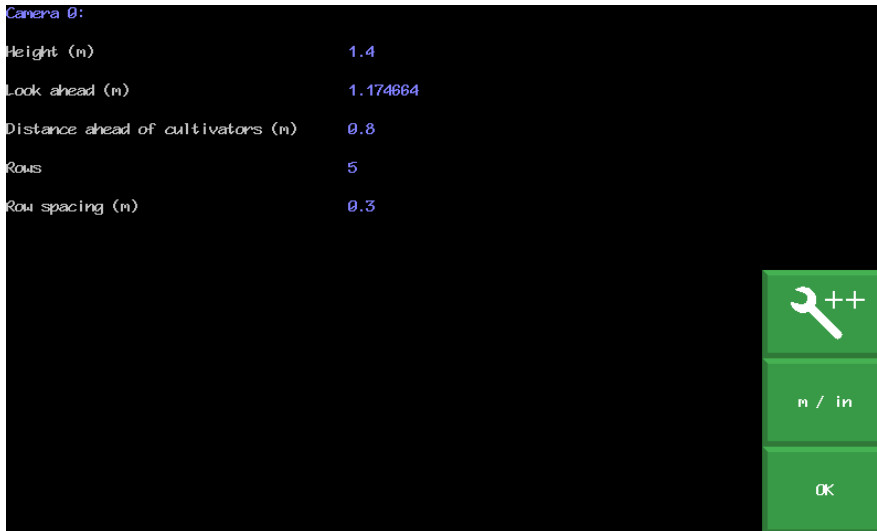 Camera 0:
Height (m) 1.4
Look ahead (m) 1.174664
Distance ahead of cultivators (m) 0.8
Rows 5
Row spacing (m) 0.3
++
m / in
OK